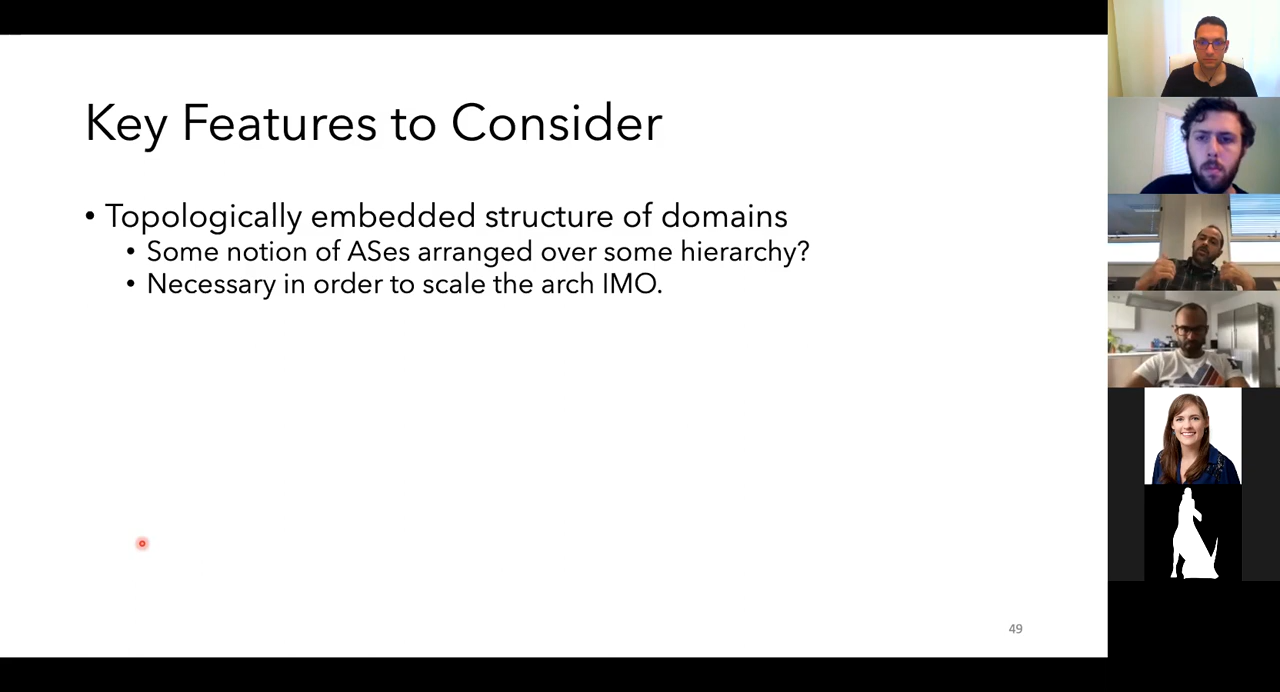 Key Features to Consider
• Topologically embedded structure of domains
• Some notion of ASes arranged over some hierarchy?
• Necessary in order to scale the arch IMO.
49